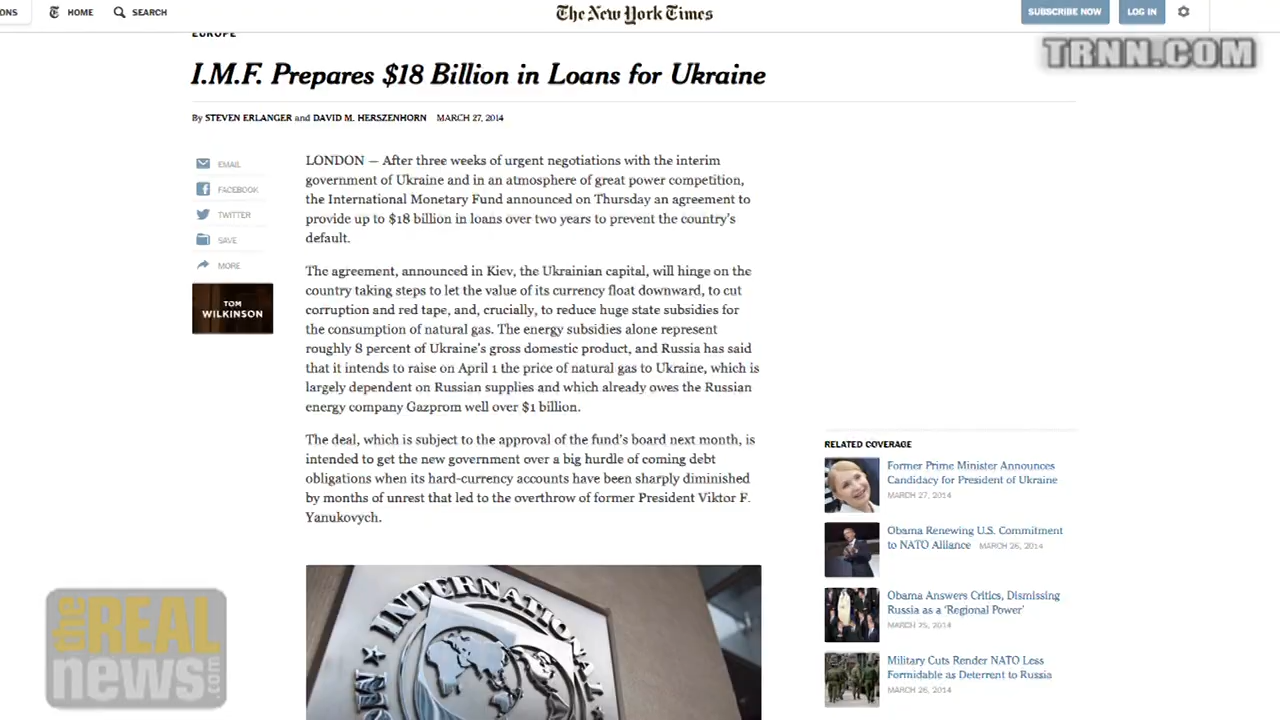 ONS
HOME
SEARCH
The New York Times
SUBSCRIBE NOW
LOG IN
TRNN.COM
EUROPE
I.M.F. Prepares $18 Billion in Loans for Ukraine
By STEVEN ERLANGER and DAVID M. HERSZENHORN MARCH 27, 2014
EMAIL
FACEBOOK
TWITTER
SAVE
MORE
TOM
WILKINSON
LONDON — After three weeks of urgent negotiations with the interim
government of Ukraine and in an atmosphere of great power competition,
the International Monetary Fund announced on Thursday an agreement to
provide up to $18 billion in loans over two years to prevent the country's
default.
The agreement, announced in Kiev, the Ukrainian capital, will hinge on the
country taking steps to let the value of its currency float downward, to cut
corruption and red tape, and, crucially, to reduce huge state subsidies for
the consumption of natural gas. The energy subsidies alone represent
roughly 8 percent of Ukraine's gross domestic product, and Russia has said
that it intends to raise on April 1 the price of natural gas to Ukraine, which is
largely dependent on Russian supplies and which already owes the Russian
energy company Gazprom well over $1 billion.
The deal, which is subject to the approval of the fund's board next month, is
intended to get the new government over a big hurdle of coming debt
obligations when its hard-currency accounts have been sharply diminished
by months of unrest that led to the overthrow of former President Viktor F.
Yanukovych.
INTERNATIONAL
RELATED COVERAGE
Former Prime Minister Announces
Candidacy for President of Ukraine
MARCH 27, 2014
Obama Renewing U.S. Commitment
to NATO Alliance MARCH 26, 2014
Obama Answers Critics, Dismissing
Russia as a 'Regional Power'
MARCH 25, 2014
Military Cuts Render NATO Less
Formidable as Deterrent to Russia
MARCH 26, 2014
the REAL
news.com